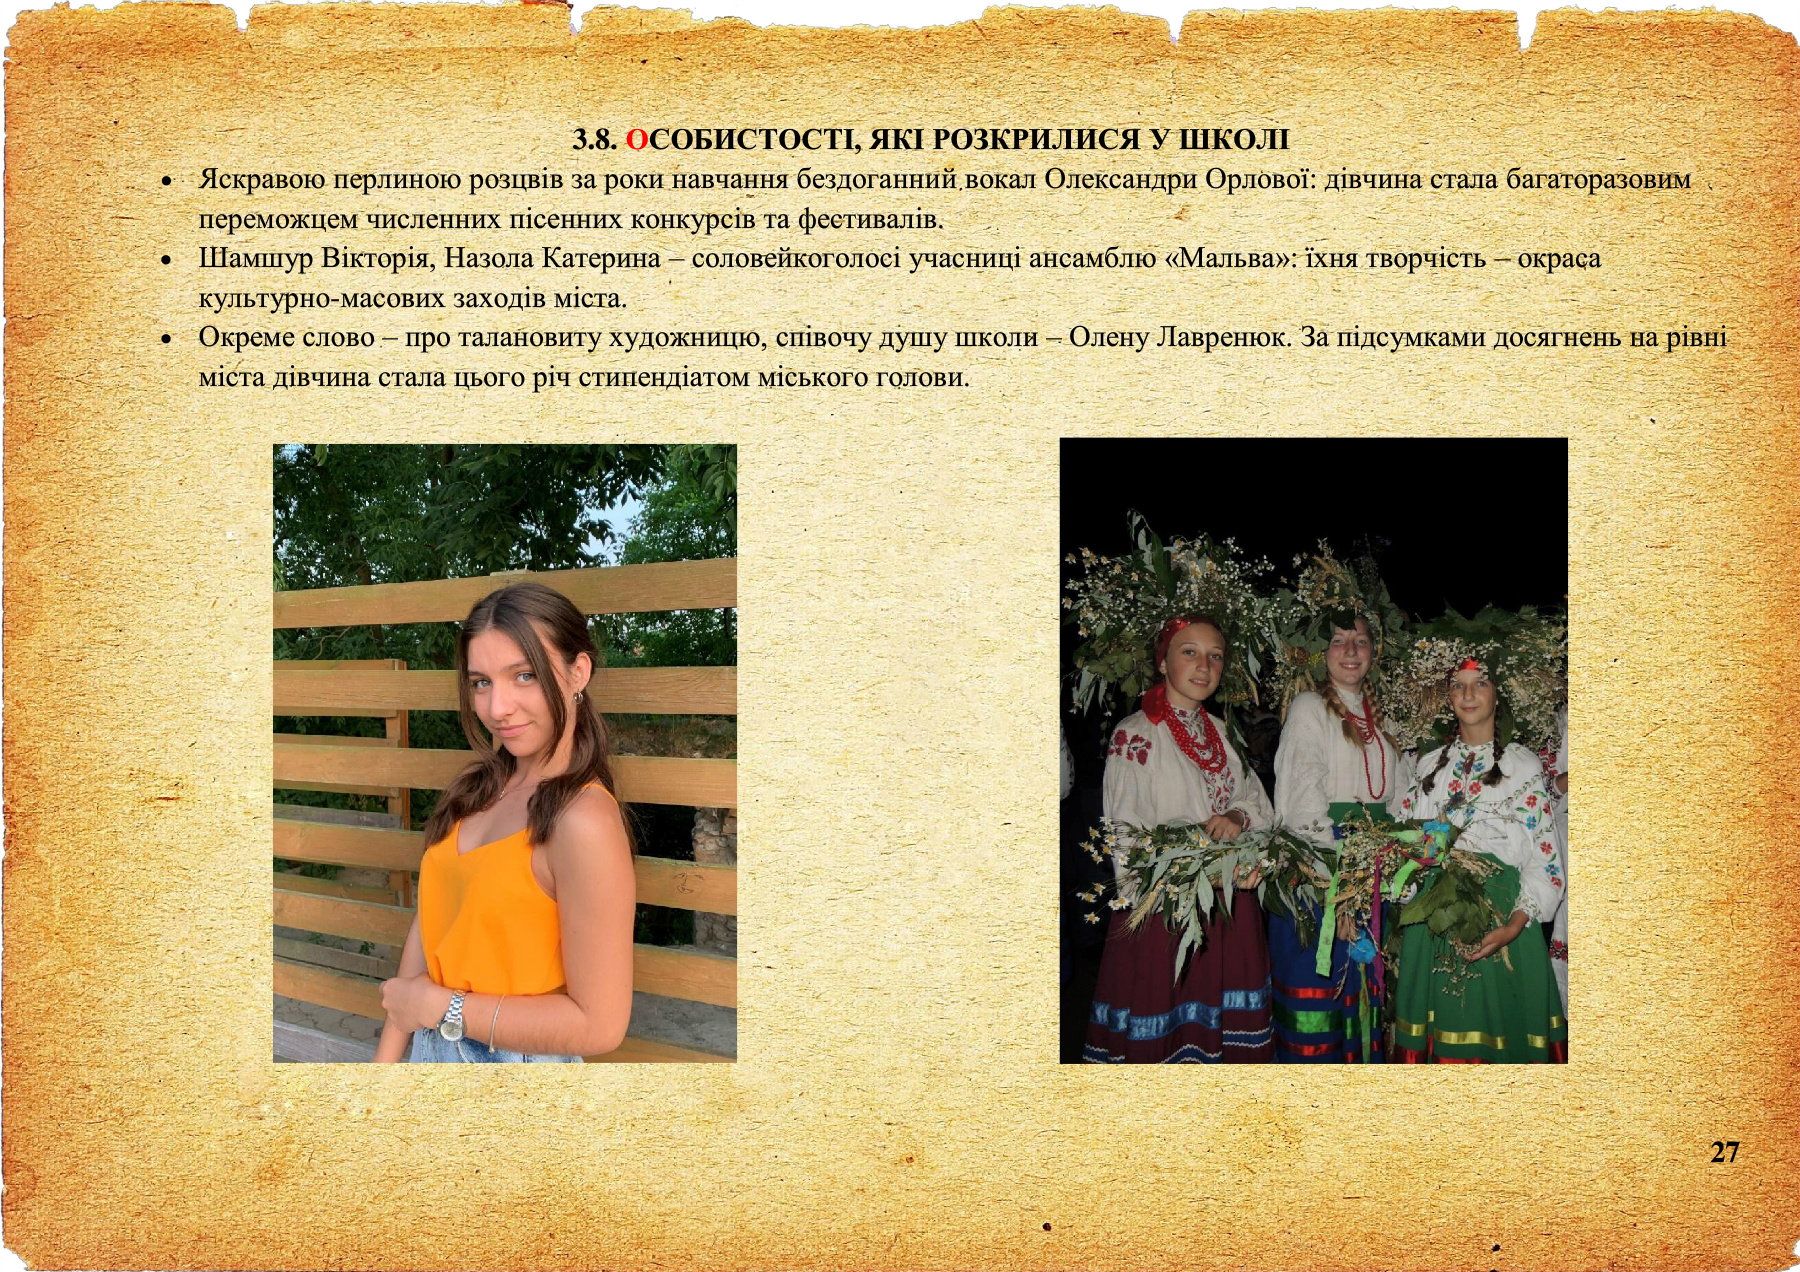 3.8. ОСОБИСТОСТІ, ЯКІ РОЗКРИЛИСЯ У ШКОЛІ
• Яскравою перлиною розцвів за роки навчання бездоганний вокал Олександри Орлової: дівчина стала багаторазовим
переможцем численних пісенних конкурсів та фестивалів.
• Шамшур Вікторія, Назола Катерина – соловейкоголосі учасниці ансамблю «Мальва»: їхня творчість – окраса
культурно-масових заходів міста.
• Окреме слово – про талановиту художницю, співочу душу школи – Олену Лавренюк. За підсумками досягнень на рівні
міста дівчина стала цього річ стипендіатом міського голови.
27